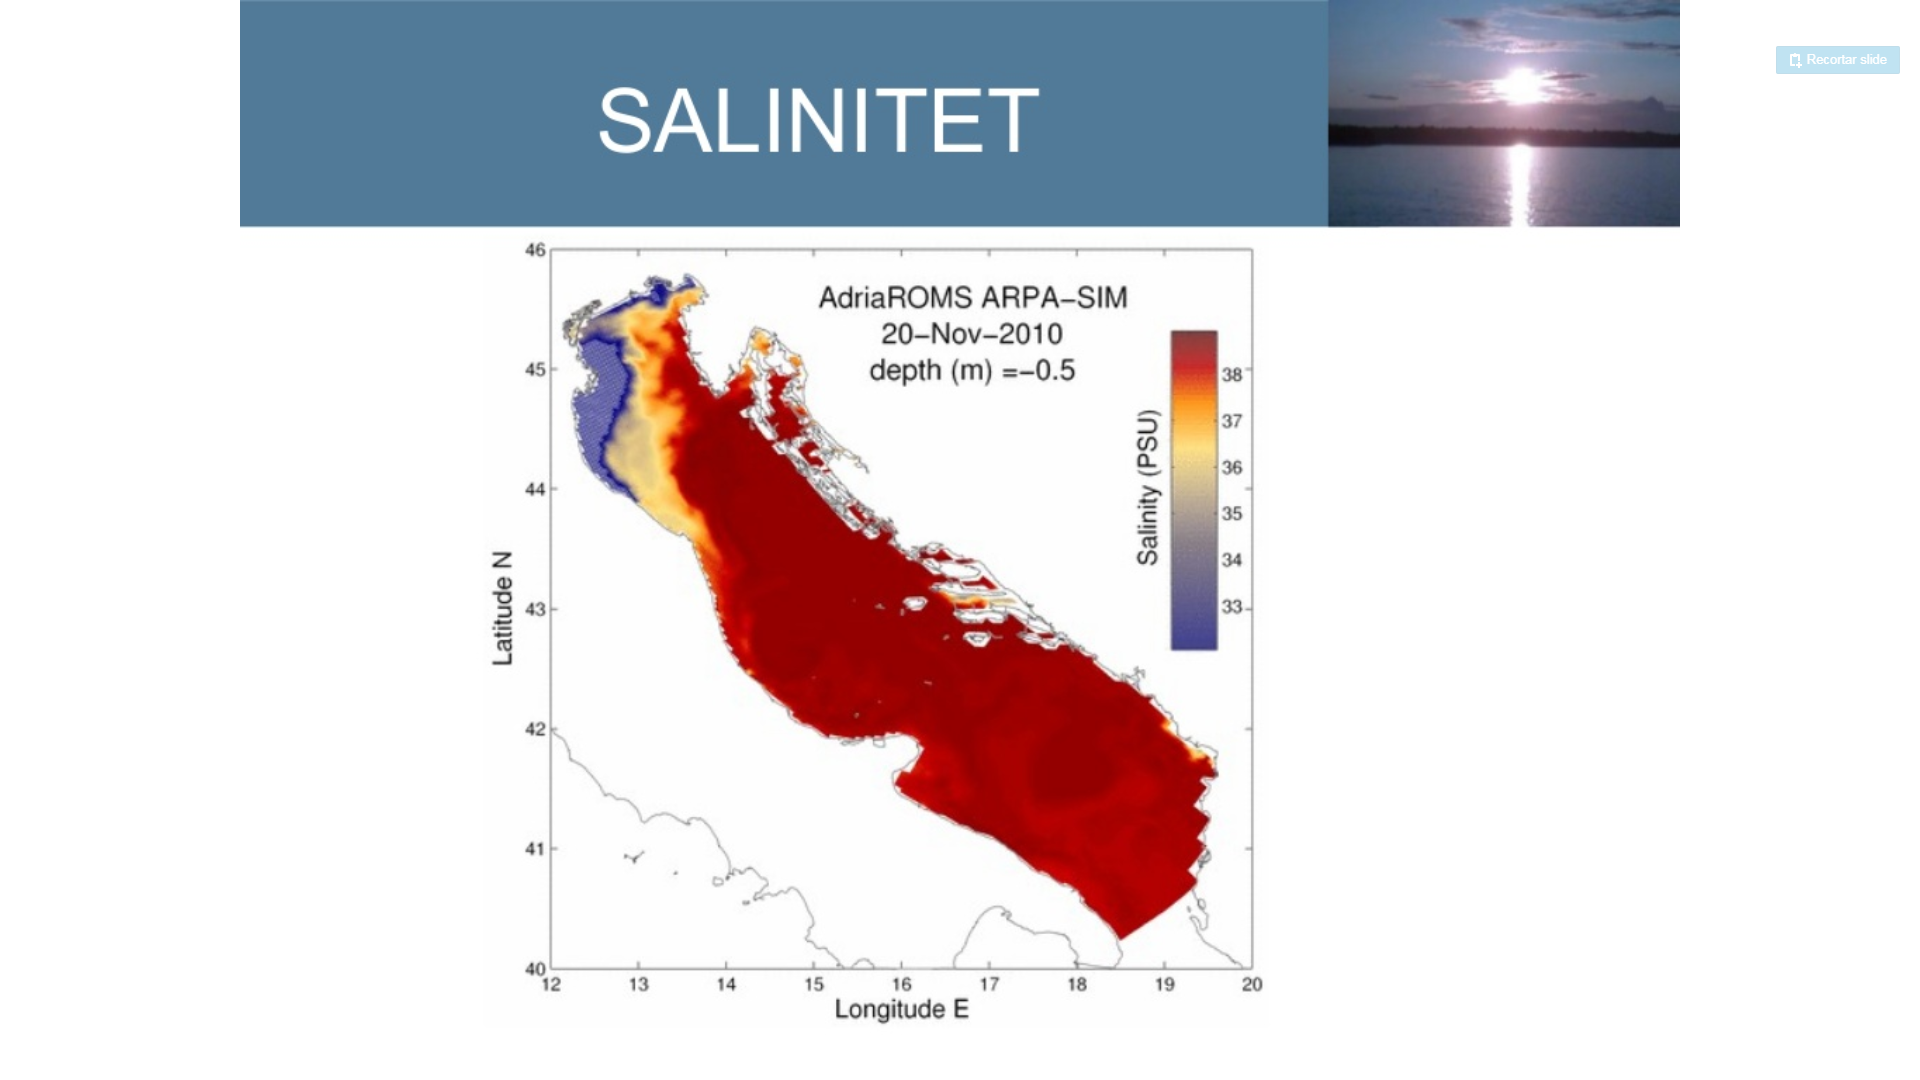 Recortar slide
SALINITET
AdriaROMS ARPA−SIM
20−Nov−2010
depth (m) =−0.5
Salinity (PSU)
38
37
36
35
34
33
Latitude N
46
45
44
43
42
41
40
12 13 14 15 16 17 18 19 20
Longitude E